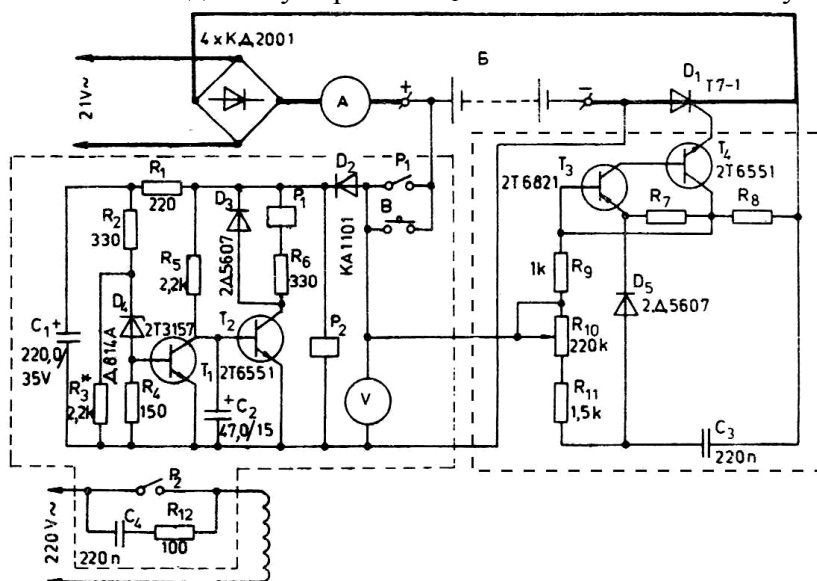 4 x КД2001
21V~
A
+
Б
−
D₁ T7-1
T₃
2T6821
T₄
2T6551
R₇
R₈
R₁
220
R₂
330
D₃
2Д5607
P₁
D₂
КА1101
P₁
В
R₅
2,2k
R₆
330
D₄
Д814А
2T3157
T₁
T₂
2T6551
P₂
C₁ +
220,0/
35V
R₃*
2,2k
R₄
150
+
C₂
47,0/15
V
R₉
1k
R₁₀
220k
R₁₁
1,5k
D₅
2Д5607
C₃
220n
220V~
P₂
C₄
220n
R₁₂
100